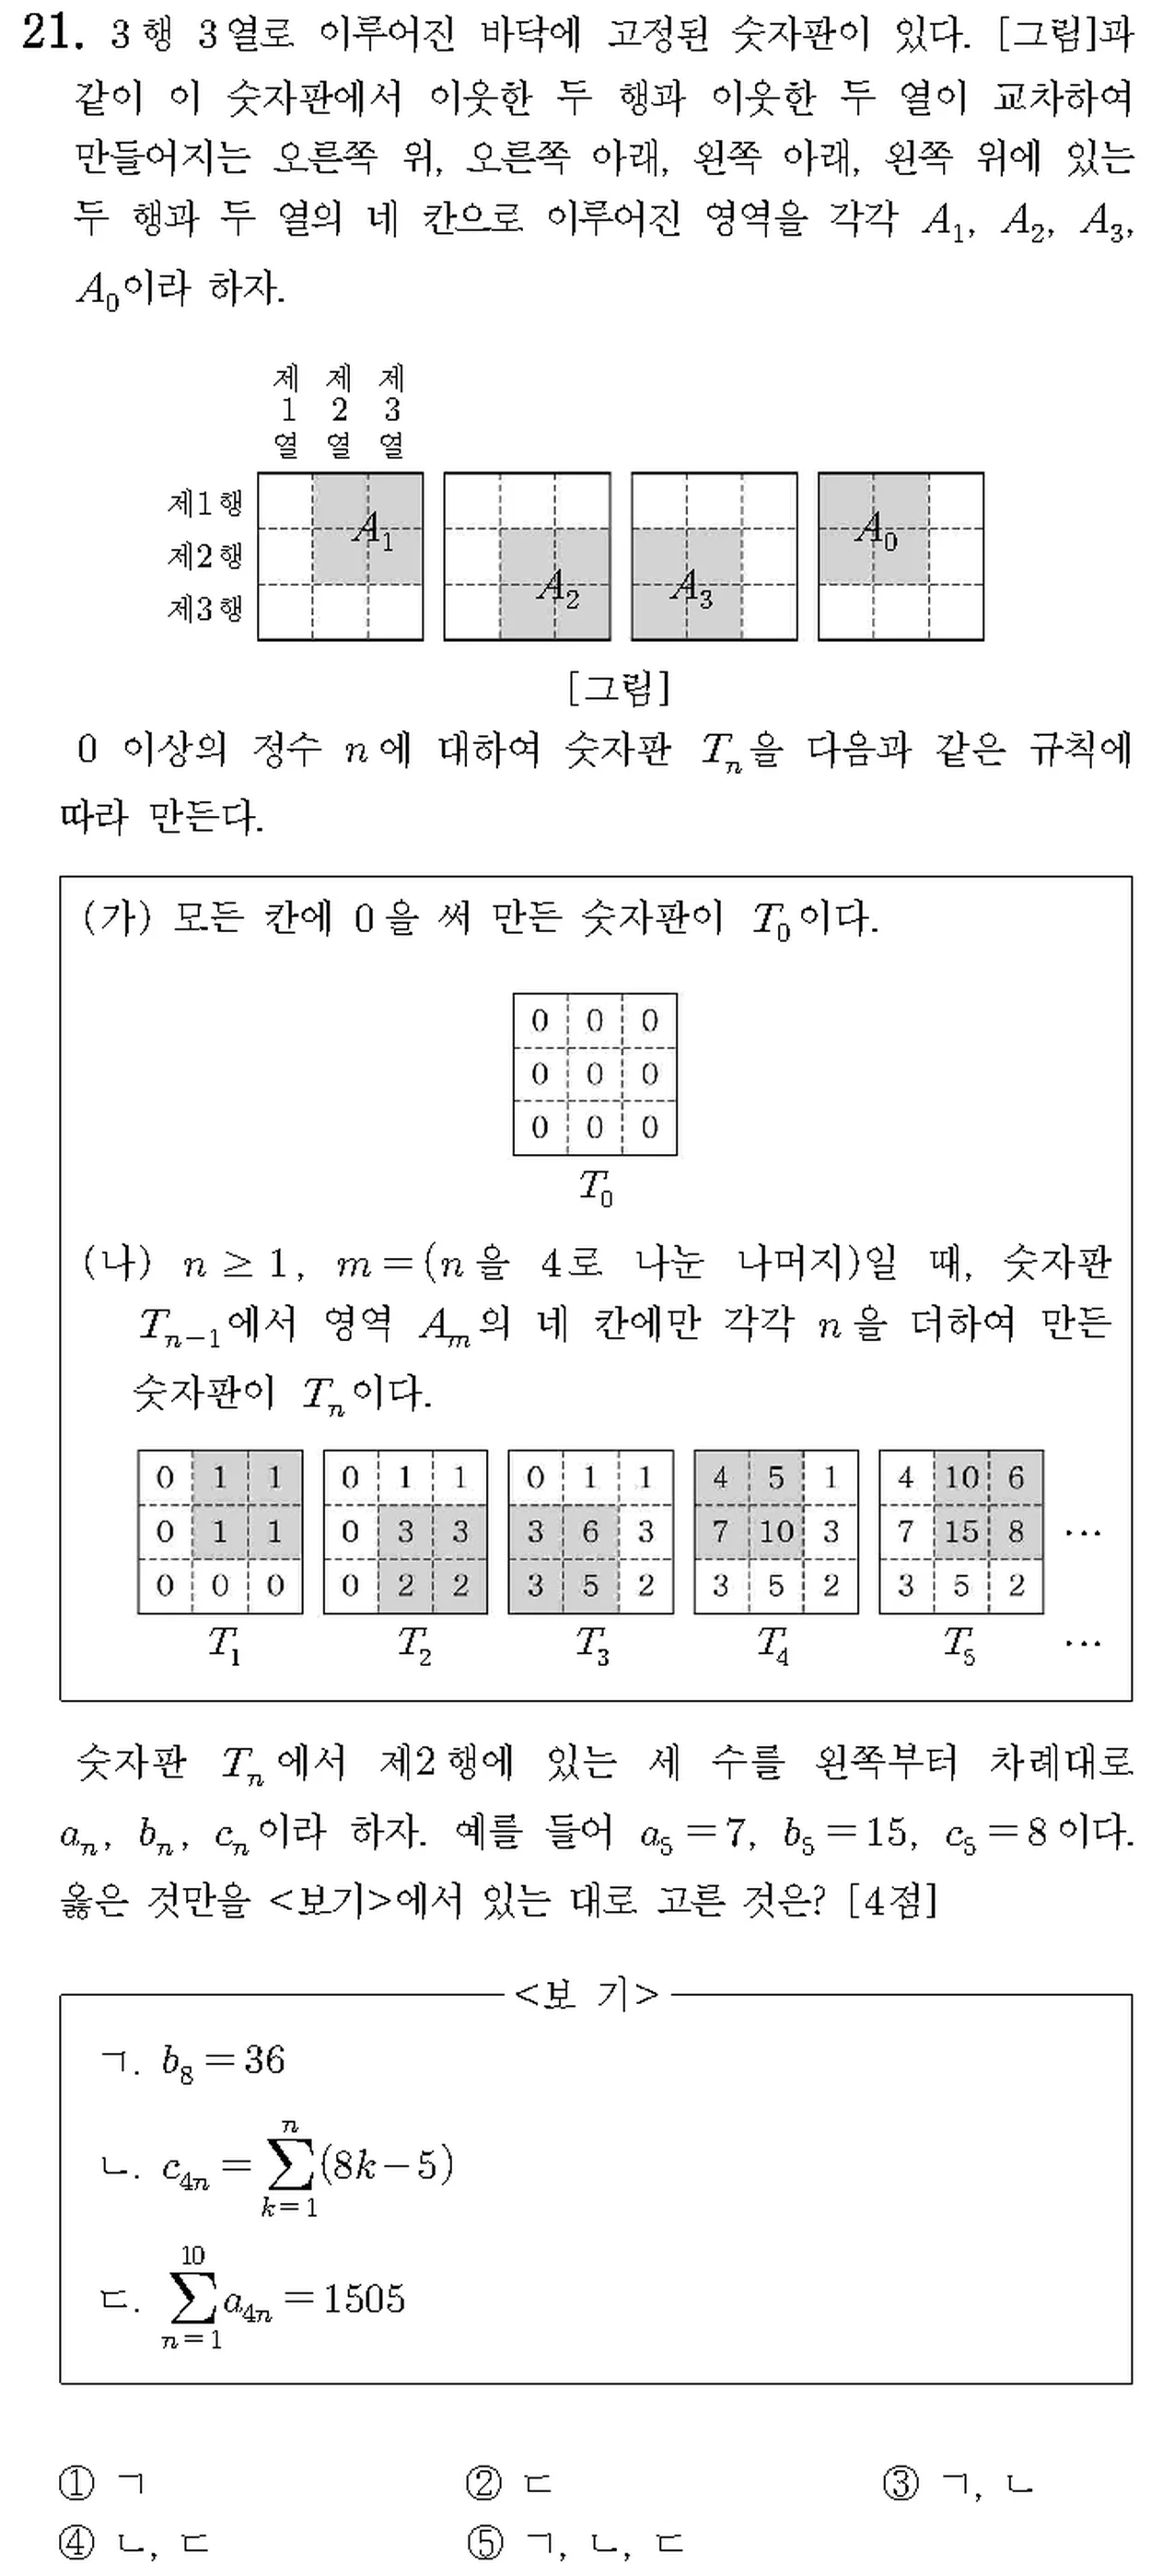 21. 3행 3열로 이루어진 바닥에 고정된 숫자판이 있다. [그림]과
같이 이 숫자판에서 이웃한 두 행과 이웃한 두 열이 교차하여
만들어지는 오른쪽 위, 오른쪽 아래, 왼쪽 아래, 왼쪽 위에 있는
두 행과 두 열의 네 칸으로 이루어진 영역을 각각 A₁, A₂, A₃,
A₀이라 하자.
제1열 제2열 제3열
제1행
제2행
제3행
A₁ A₂ A₃ A₀
[그림]
0 이상의 정수 n에 대하여 숫자판 Tₙ을 다음과 같은 규칙에
따라 만든다.
(가) 모든 칸에 0을 써 만든 숫자판이 T₀이다.
0 0 0
0 0 0
0 0 0
T₀
(나) n ≥ 1, m = (n을 4로 나눈 나머지)일 때, 숫자판
Tₙ₋₁에서 영역 Aₘ의 네 칸에만 각각 n을 더하여 만든
숫자판이 Tₙ이다.
0 1 1 0 1 1 0 1 1 4 5 1 4 10 6
0 1 1 0 3 3 3 6 3 7 10 3 7 15 8 ⋯
0 0 0 0 2 2 3 5 2 3 5 2 3 5 2
T₁ T₂ T₃ T₄ T₅ ⋯
숫자판 Tₙ에서 제2행에 있는 세 수를 왼쪽부터 차례대로
aₙ, bₙ, cₙ이라 하자. 예를 들어 a₅ = 7, b₅ = 15, c₅ = 8이다.
옳은 것만을 <보기>에서 있는 대로 고른 것은? [4점]
<보 기>
ㄱ. b₈ = 36
n
ㄴ. c₄ₙ = ∑(8k − 5)
k = 1
10
ㄷ. ∑a₄ₙ = 1505
n = 1
① ㄱ ② ㄷ ③ ㄱ, ㄴ
④ ㄴ, ㄷ ⑤ ㄱ, ㄴ, ㄷ